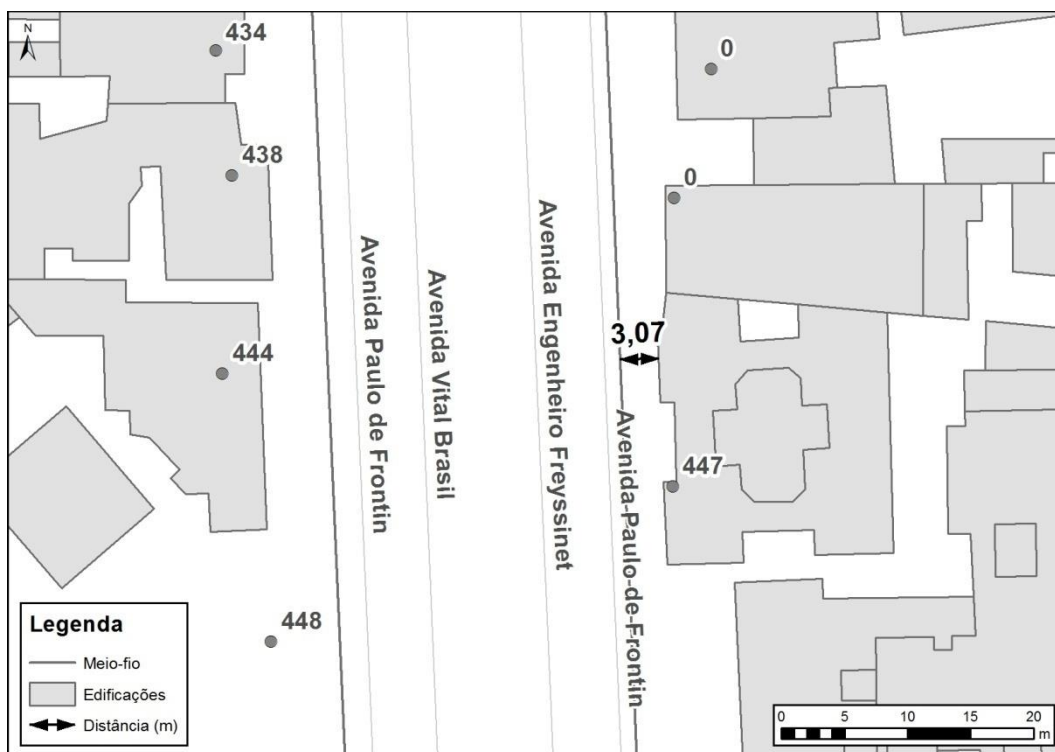 N
434
0
438
0
Avenida Paulo de Frontin
Avenida Vital Brasil
Avenida Engenheiro Freyssinet
3,07
Avenida-Paulo-de-Frontin
444
447
448
Legenda
Meio-fio
Edificações
Distância (m)
0 5 10 15 20
m